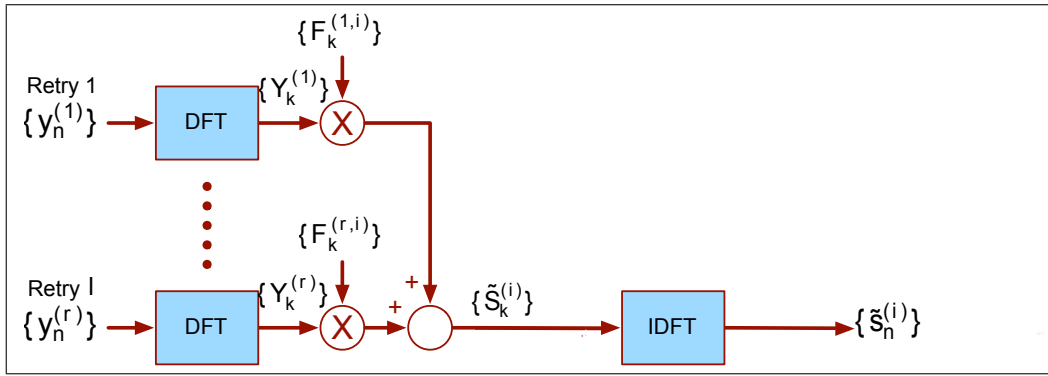 {F_k^(1,i)}
Retry 1
{y_n^(1)}
DFT
{Y_k^(1)}
X
{F_k^(r,i)}
Retry l
{y_n^(r)}
DFT
{Y_k^(r)}
X
+
+
{S̃_k^(i)}
IDFT
{s̃_n^(i)}